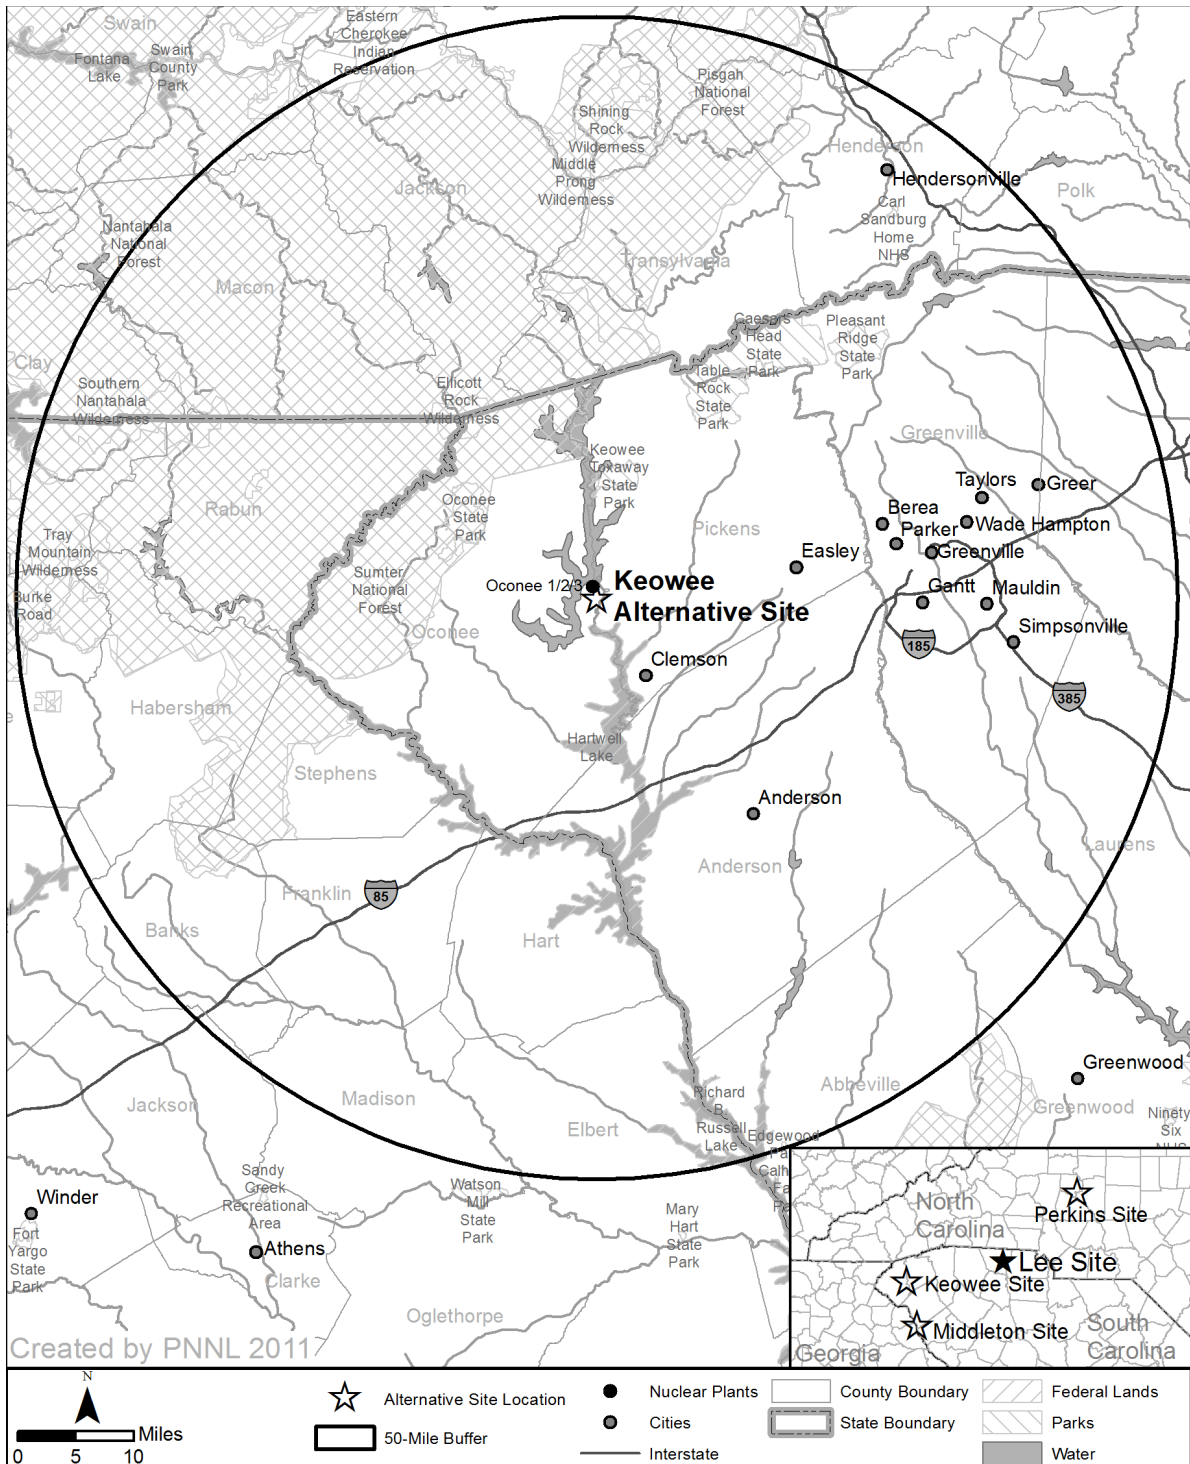 Swain
Fontana
Lake
Swain
County
Park
Eastern
Cherokee
Indian
Reservation
Pisgah
National
Forest
Shining
Rock
Wilderness
Middle
Prong
Wilderness
Henderson
Hendersonville
Carl
Sandburg
Home
NHS
Polk
Jackson
Nantahala
National
Forest
Macon
Transylvania
Clay
Southern
Nantahala
Wilderness
Ellicott
Rock
Wilderness
Caesars
Head
State
Park
Pleasant
Ridge
State
Park
Table
Rock
State
Park
Greenville
Keowee
Toxaway
State
Park
Oconee
State
Park
Rabun
Tray
Mountain
Wilderness
Burke
Road
Sumter
National
Forest
Oconee
Pickens
Taylors
Greer
Berea
Parker
Wade Hampton
Greenville
Easley
Gantt
Mauldin
Simpsonville
185
385
Oconee 1/2/3
Keowee
Alternative Site
Clemson
Habersham
Stephens
Hartwell
Lake
Anderson
Anderson
Laurens
Franklin
85
Banks
Hart
Greenwood
Greenwood
Abbeville
Ninety
Six
NHS
Richard
B.
Russell
Lake
Edgewood
Jackson
Madison
Elbert
Winder
Fort
Yargo
State
Park
Sandy
Creek
Recreational
Area
Athens
Clarke
Watson
Mill
State
Park
Mary
Hart
State
Park
Oglethorpe
Created by PNNL 2011
North
Carolina
Perkins Site
Lee Site
Keowee Site
Middleton Site
South
Carolina
Georgia
N
Miles
0 5 10
Alternative Site Location
50-Mile Buffer
Nuclear Plants
Cities
Interstate
County Boundary
State Boundary
Federal Lands
Parks
Water